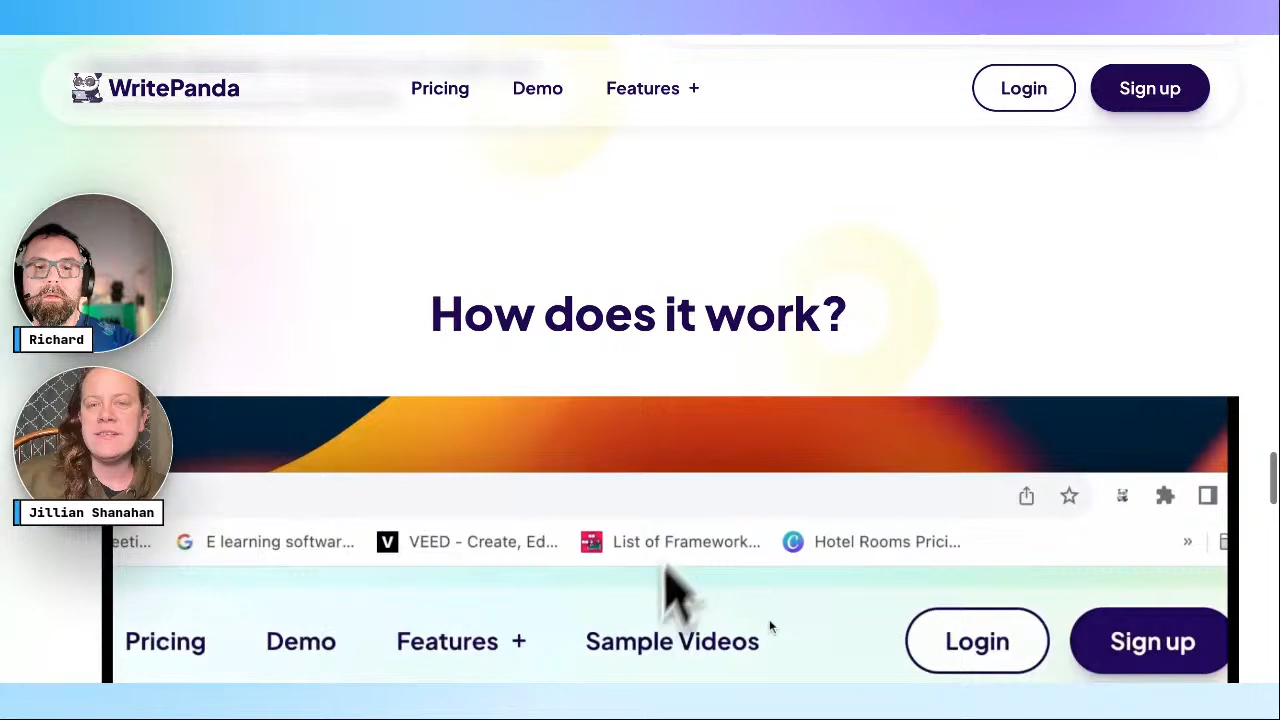 WritePanda
Pricing Demo Features +
Login Sign up
Richard
How does it work?
Jillian Shanahan
eeti... E learning softwar... V VEED - Create, Ed... List of Framework... C Hotel Rooms Prici... »
Pricing Demo Features + Sample Videos Login Sign up